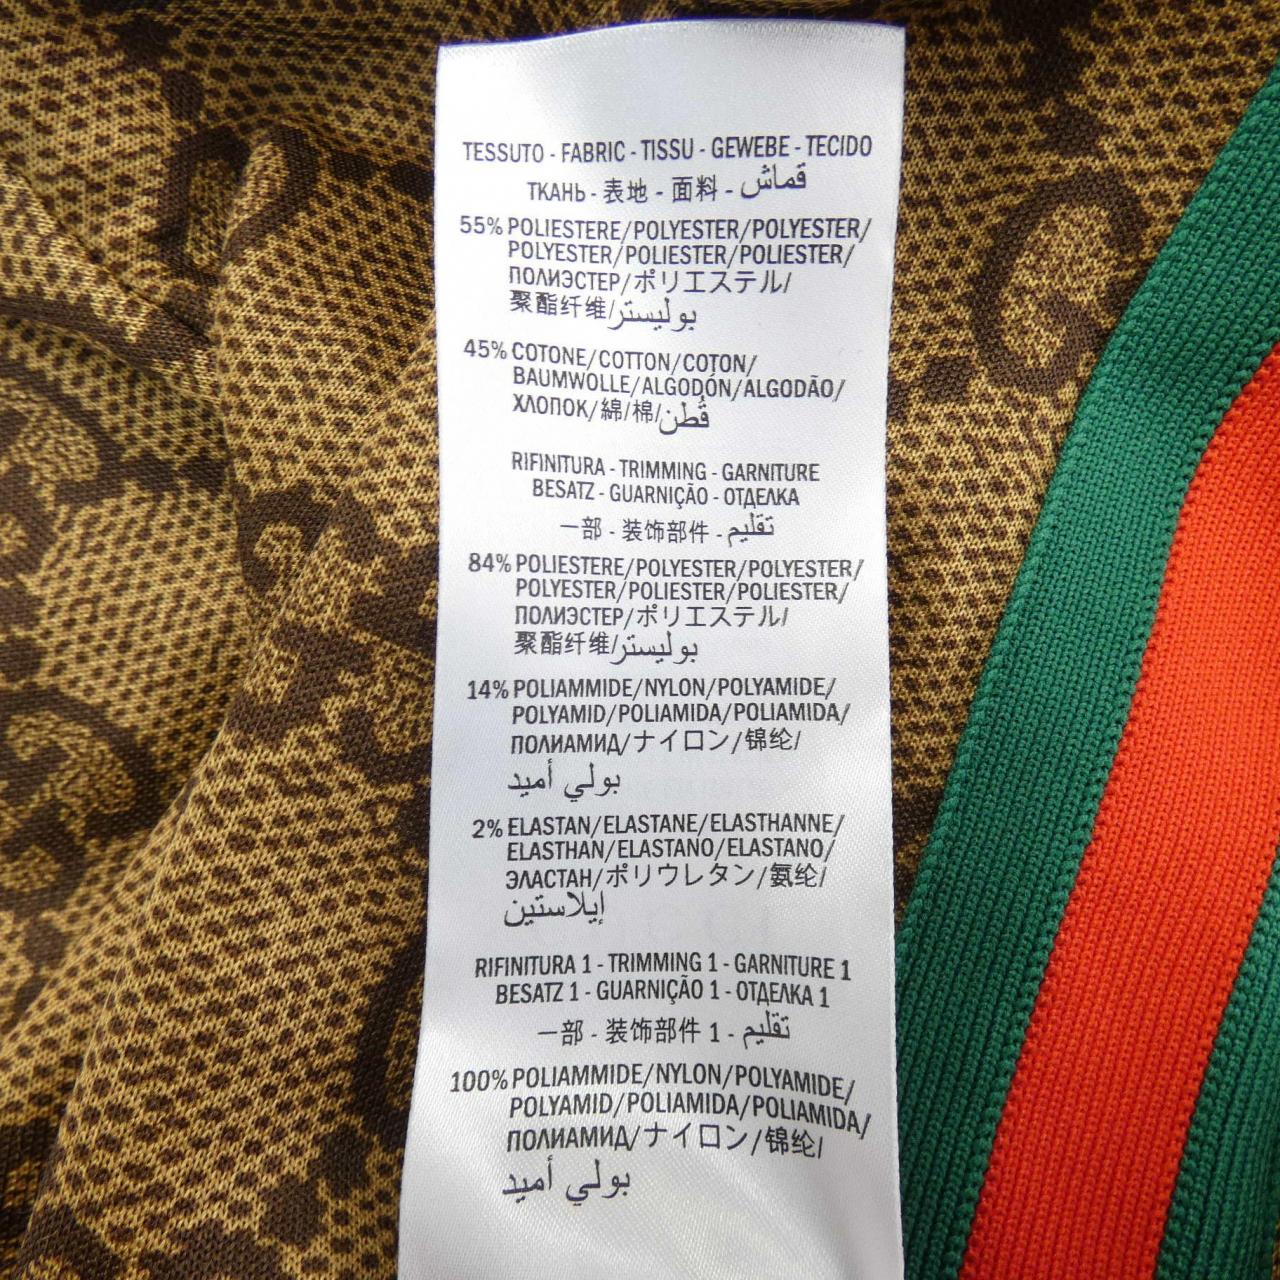 TESSUTO - FABRIC - TISSU - GEWEBE - TECIDO
ТКАНЬ - 表地 - 面料 - قماش
55% POLIESTERE/POLYESTER/POLYESTER/
POLYESTER/POLIESTER/POLIESTER/
ПОЛИЭСТЕР/ポリエステル/
聚酯纤维/بوليستر
45% COTONE/COTTON/COTON/
BAUMWOLLE/ALGODÓN/ALGODÃO/
ХЛОПОК/綿/棉/قُطن
RIFINITURA - TRIMMING - GARNITURE
BESATZ - GUARNIÇÃO - ОТДЕЛКА
一部 - 装饰部件 - تقليم
84% POLIESTERE/POLYESTER/POLYESTER/
POLYESTER/POLIESTER/POLIESTER/
ПОЛИЭСТЕР/ポリエステル/
聚酯纤维/بوليستر
14% POLIAMMIDE/NYLON/POLYAMIDE/
POLYAMID/POLIAMIDA/POLIAMIDA/
ПОЛИАМИД/ナイロン/锦纶/
بولي أميد
2% ELASTAN/ELASTANE/ELASTHANNE/
ELASTHAN/ELASTANO/ELASTANO/
ЭЛАСТАН/ポリウレタン/氨纶/
إيلاستين
RIFINITURA 1 - TRIMMING 1 - GARNITURE 1
BESATZ 1 - GUARNIÇÃO 1 - ОТДЕЛКА 1
一部 - 装饰部件 1 - تقليم
100% POLIAMMIDE/NYLON/POLYAMIDE/
POLYAMID/POLIAMIDA/POLIAMIDA/
ПОЛИАМИД/ナイロン/锦纶/
بولي أميد